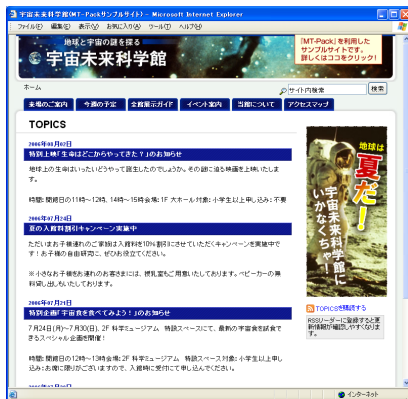 宇宙未来科学館(MT-Packサンプルサイト) - Microsoft Internet Explorer
ファイル(F) 編集(E) 表示(V) お気に入り(A) ツール(T) ヘルプ(H)
地球と宇宙の謎を探る
宇宙未来科学館
「MT-Pack」を利用した
サンプルサイトです。
詳しくはココをクリック!
ホーム
サイト内検索
検索
来場のご案内
今週の予定
全館展示ガイド
イベント案内
当館について
アクセスマップ
TOPICS
2006年08月02日
特別上映「生命はどこからやってきた?」のお知らせ
地球上の生命はいったいどうやって誕生したのでしょうか。その謎に迫る映画を上映いたしま
す。
時間:開館日の11時~12時、14時~15時会場:1F 大ホール対象:小学生以上申し込み:不要
2006年07月24日
夏の入館料割引キャンペーン実施中
ただいまお子様連れのご家族は入館料を10%割引にさせていただくキャンペーンを実施中で
す!お子様の自由研究に、ぜひお役立てください。
※小さなお子様をお連れのお客さまには、授乳室もご用意いたしております。ベビーカーの無
料貸し出しもいたしております。
2006年07月21日
特別企画「宇宙食を食べてみよう!」のお知らせ
7月24日(月)~7月30(日)、2F 科学ミュージアム 特設スペースにて、最新の宇宙食を試食で
きるスペシャル企画を開催!
時間:開館日の12時~13時会場:2F 科学ミュージアム 特設スペース対象:小学生以上申し
込み:お席に限りがございますので、入館時に受付にて申し込んでください。
地球は
夏だ!
宇宙未来科学館に
いかなくちゃ!
TOPICSを購読する
RSSリーダーに登録すると更
新情報が確認しやすくなりま
す。
インターネット